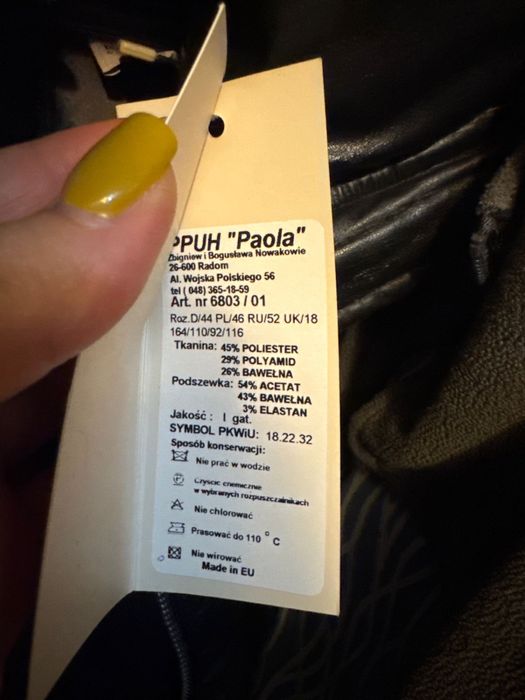 PPUH "Paola"
Zbigniew i Bogusława Nowakowie
26-600 Radom
Al. Wojska Polskiego 56
tel ( 048) 365-18-59
Art. nr 6803 / 01
Roz.D/44 PL/46 RU/52 UK/18
164/110/92/116
Tkanina: 45% POLIESTER
29% POLYAMID
26% BAWEŁNA
Podszewka: 54% ACETAT
43% BAWEŁNA
3% ELASTAN
Jakość : I gat.
SYMBOL PKWiU: 18.22.32
Sposób konserwacji:
Nie prać w wodzie
Czyścić chemicznie
w wybranych rozpuszczalnikach
Nie chlorować
Prasować do 110 ° C
Nie wirować
Made in EU